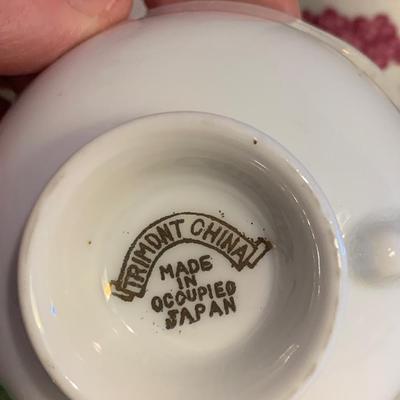 TRIMONT CHINA
MADE
IN
OCCUPIED
JAPAN